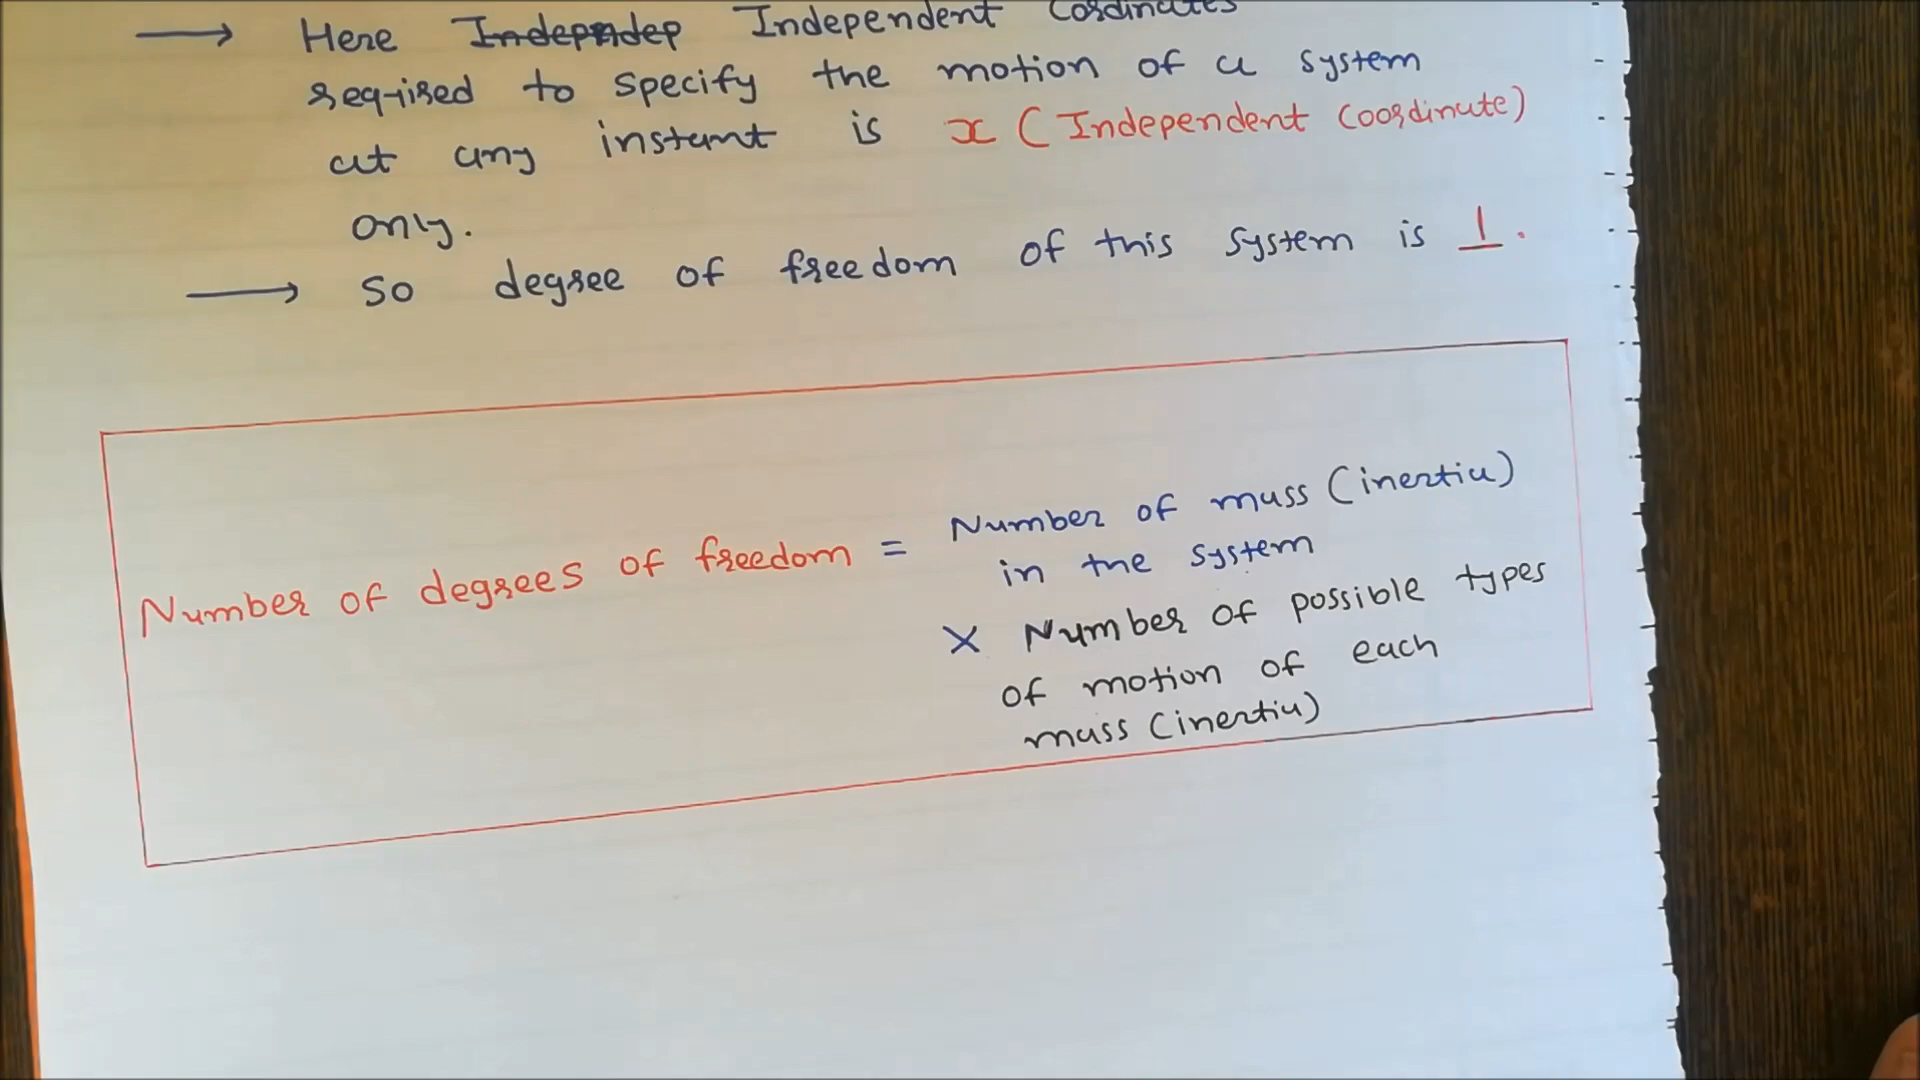 → Here Indepndep Independent Cordinates
required to specify the motion of a system
at any instant is x (Independent Coordinate)
only.
→ So degree of freedom of this system is 1.
Number of degrees of freedom = Number of mass (inertia)
in the system
× Number of possible types
of motion of each
mass (inertia)